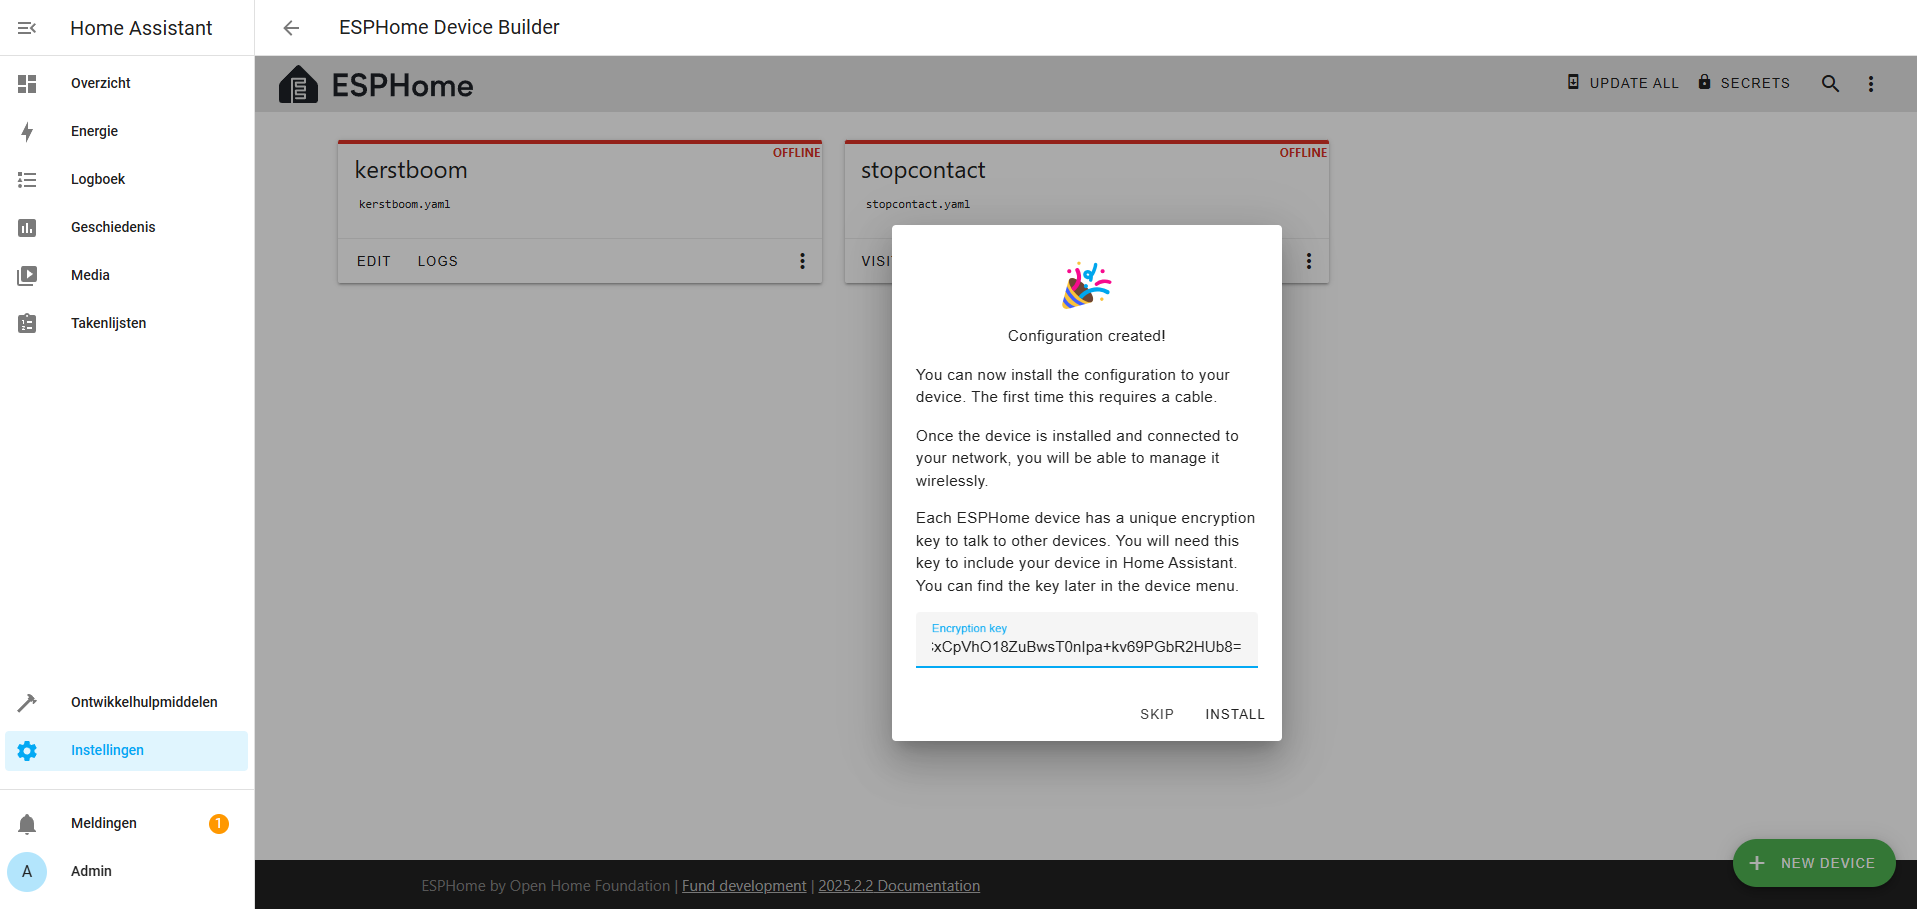 Home Assistant
ESPHome Device Builder
Overzicht
Energie
Logboek
Geschiedenis
Media
Takenlijsten
Ontwikkelhulpmiddelen
Instellingen
Meldingen
1
A
Admin
ESPHome
UPDATE ALL
SECRETS
OFFLINE
kerstboom
kerstboom.yaml
EDIT
LOGS
OFFLINE
stopcontact
stopcontact.yaml
VISI
Configuration created!
You can now install the configuration to your
device. The first time this requires a cable.
Once the device is installed and connected to
your network, you will be able to manage it
wirelessly.
Each ESPHome device has a unique encryption
key to talk to other devices. You will need this
key to include your device in Home Assistant.
You can find the key later in the device menu.
Encryption key
SKIP
INSTALL
NEW DEVICE
ESPHome by Open Home Foundation | Fund development | 2025.2.2 Documentation